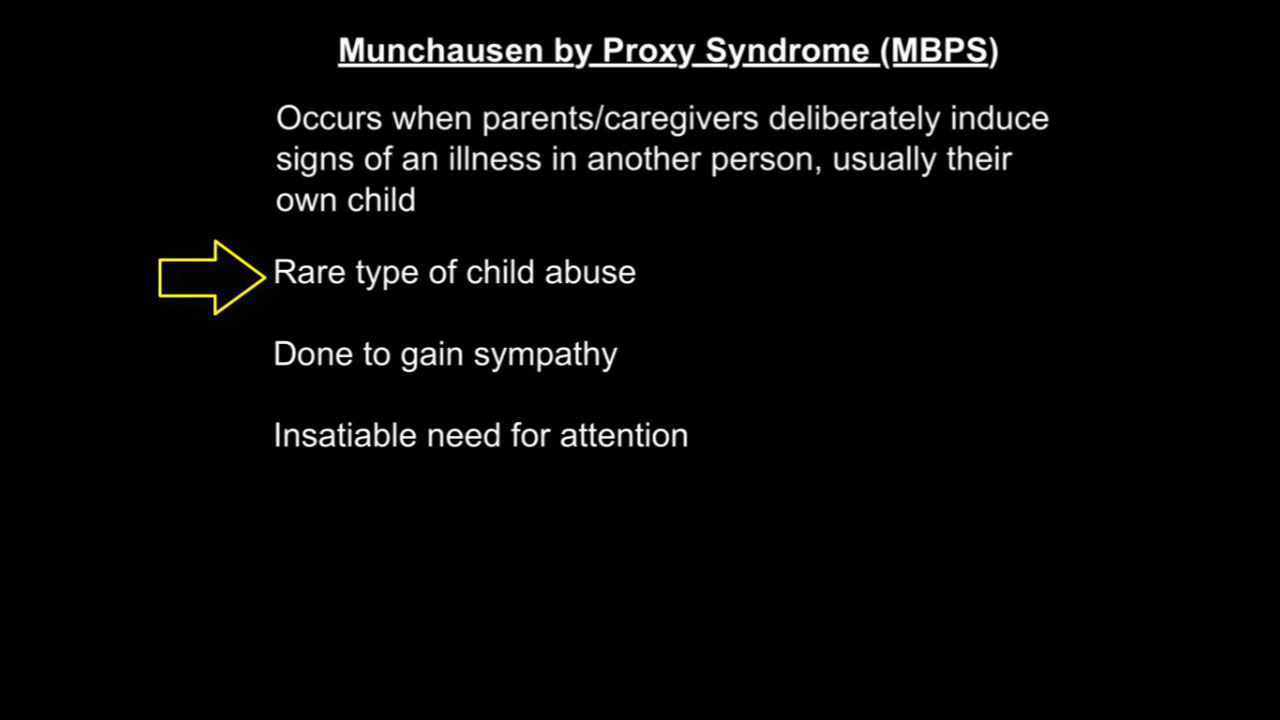 Munchausen by Proxy Syndrome (MBPS)
Occurs when parents/caregivers deliberately induce
signs of an illness in another person, usually their
own child
Rare type of child abuse
Done to gain sympathy
Insatiable need for attention